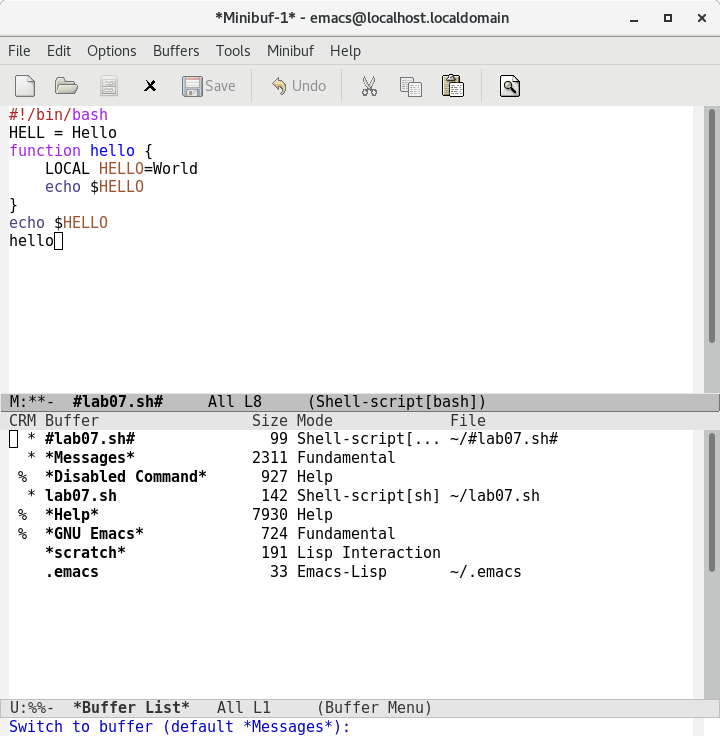 *Minibuf-1* - emacs@localhost.localdomain
File Edit Options Buffers Tools Minibuf Help
Save Undo
#!/bin/bash
HELL = Hello
function hello {
    LOCAL HELLO=World
    echo $HELLO
}
echo $HELLO
hello
M:**-  #lab07.sh#     All L8     (Shell-script[bash])
CRM Buffer              Size Mode             File
  * #lab07.sh#            99 Shell-script[... ~/#lab07.sh#
  * *Messages*          2311 Fundamental
 %  *Disabled Command*   927 Help
  * lab07.sh             142 Shell-script[sh] ~/lab07.sh
 %  *Help*              7930 Help
 %  *GNU Emacs*          724 Fundamental
    *scratch*            191 Lisp Interaction
    .emacs                33 Emacs-Lisp       ~/.emacs
U:%%-  *Buffer List*   All L1     (Buffer Menu)
Switch to buffer (default *Messages*):